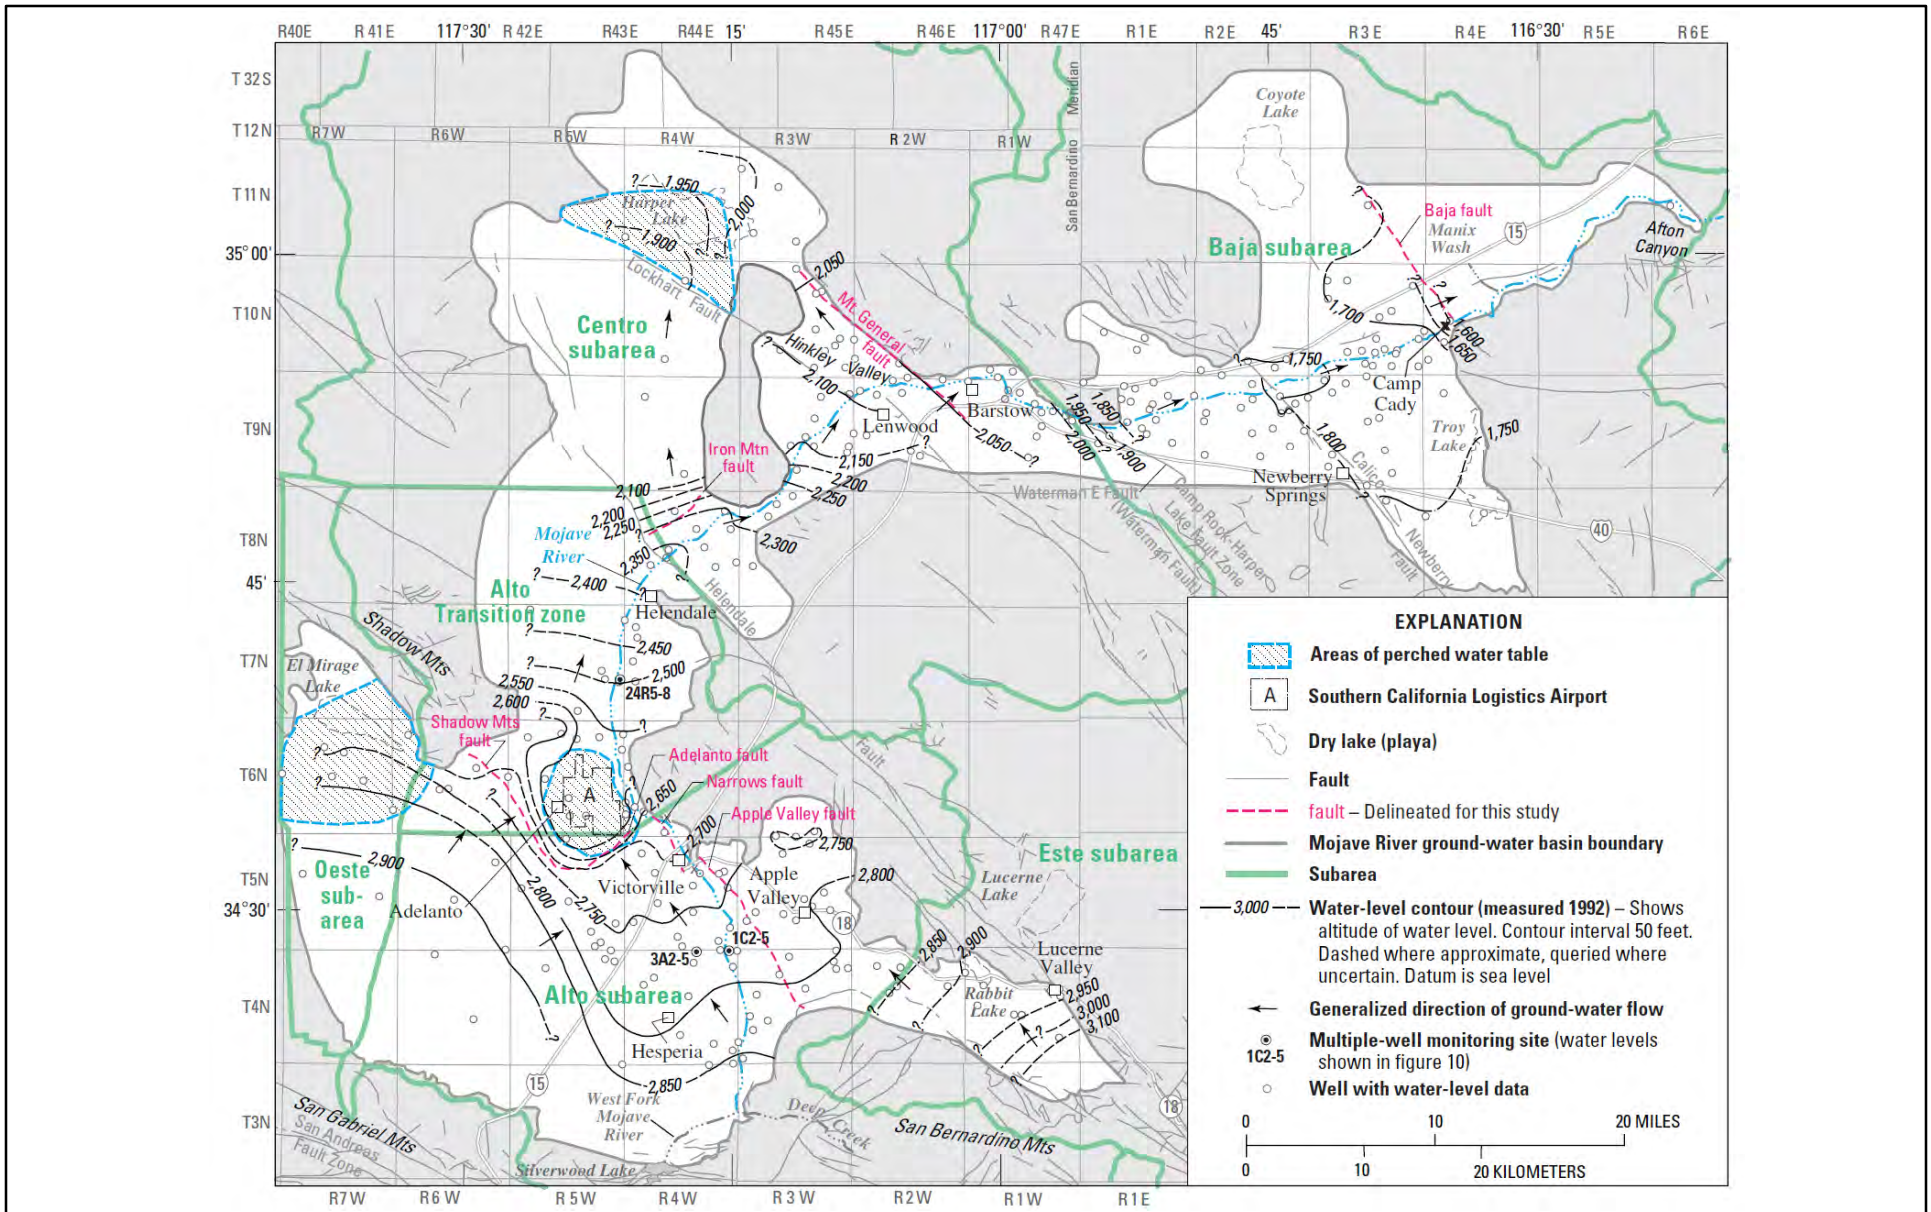 R40E R 41 E 117°30' R 42E R43E R44E 15' R45E R46E 117°00' R47E R1E R2E 45' R3E R4E 116°30' R5E R6E
T 32 S
T12N
T11N
35° 00'
T10N
T9N
T8N
45'
T7N
T6N
T5N
34°30'
T4N
T3N
R7W R6W R5W R4W R3W R2W R1W
San Bernardino Meridian
Coyote
Lake
1,950
Harper
Lake
2,000
1,900
Lockhart Fault
Centro
subarea
2,050
Mt. General
fault
Hinkley Valley
2,100
Lenwood
Barstow
2,050
2,150
2,200
2,250
Iron Mtn
fault
2,100
2,200
2,250
2,300
Baja fault
Manix
Wash
15
Baja subarea
Afton
Canyon
1,700
1,600
1,650
1,750
Camp
Cady
1,950
1,850
2,000
1,900
1,800
Troy
Lake
1,750
Newberry
Springs
Calico
Newberry
Fault
40
Waterman E Fault
(Waterman Fault)
Camp Rock-Harper
Lake Fault Zone
Mojave
River
2,350
2,400
Helendale
Helendale
Fault
Alto
Transition zone
2,450
2,500
24R5-8
2,550
2,600
Shadow Mts
El Mirage
Lake
Shadow Mts
fault
Adelanto fault
A
Narrows fault
2,650
Apple Valley fault
2,700
2,750
2,900
Oeste
sub-
area
Adelanto
2,800
2,750
Victorville
Apple
Valley
2,800
18
Este subarea
Lucerne
Lake
1C2-5
3A2-5
2,850
2,900
Lucerne
Valley
Rabbit
Lake
2,950
3,000
3,100
Alto subarea
Hesperia
2,850
15
West Fork
Mojave
River
Deep
Creek
San Gabriel Mts
San Andreas
Fault Zone
Silverwood Lake
San Bernardino Mts
18
R7W R6W R5W R4W R3W R2W R1W R1E
EXPLANATION
Areas of perched water table
A Southern California Logistics Airport
Dry lake (playa)
Fault
fault – Delineated for this study
Mojave River ground-water basin boundary
Subarea
3,000 Water-level contour (measured 1992) – Shows
altitude of water level. Contour interval 50 feet.
Dashed where approximate, queried where
uncertain. Datum is sea level
Generalized direction of ground-water flow
Multiple-well monitoring site (water levels
1C2-5 shown in figure 10)
Well with water-level data
0 10 20 MILES
0 10 20 KILOMETERS